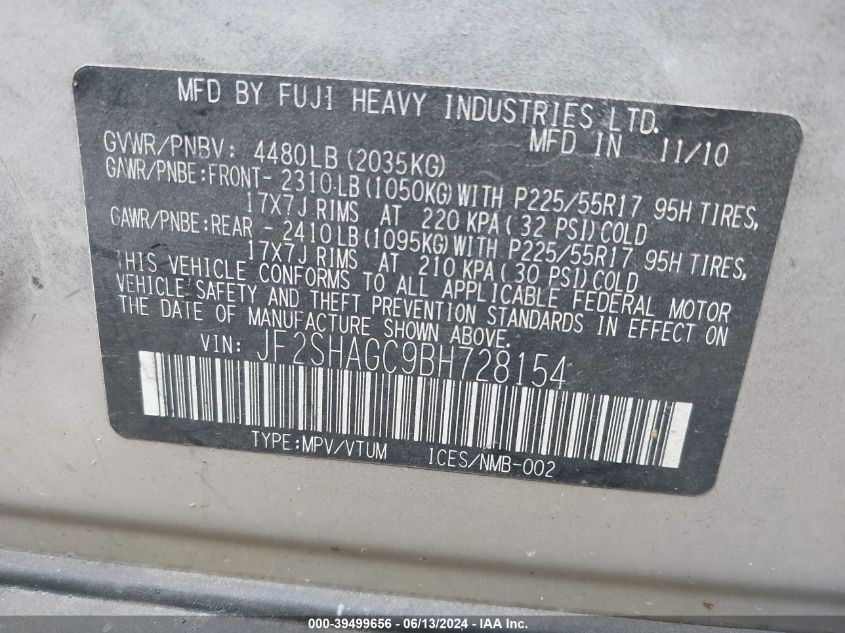 MFD BY FUJI HEAVY INDUSTRIES LTD.
MFD IN 11/10
GVWR/PNBV: 4480LB(2035KG)
GAWR/PNBE:FRONT- 2310LB(1050KG)WITH P225/55R17 95H TIRES,
17X7J RIMS AT 220 KPA(32 PSI)COLD
GAWR/PNBE:REAR - 2410LB(1095KG)WITH P225/55R17 95H TIRES,
17X7J RIMS AT 210 KPA(30 PSI)COLD
THIS VEHICLE CONFORMS TO ALL APPLICABLE FEDERAL MOTOR
VEHICLE SAFETY AND THEFT PREVENTION STANDARDS IN EFFECT ON
THE DATE OF MANUFACTURE SHOWN ABOVE.
VIN: JF2SHAGC9BH728154
TYPE:MPV/VTUM ICES/NMB-002
000-39499656 - 06/13/2024 - © IAA Holdings, LLC